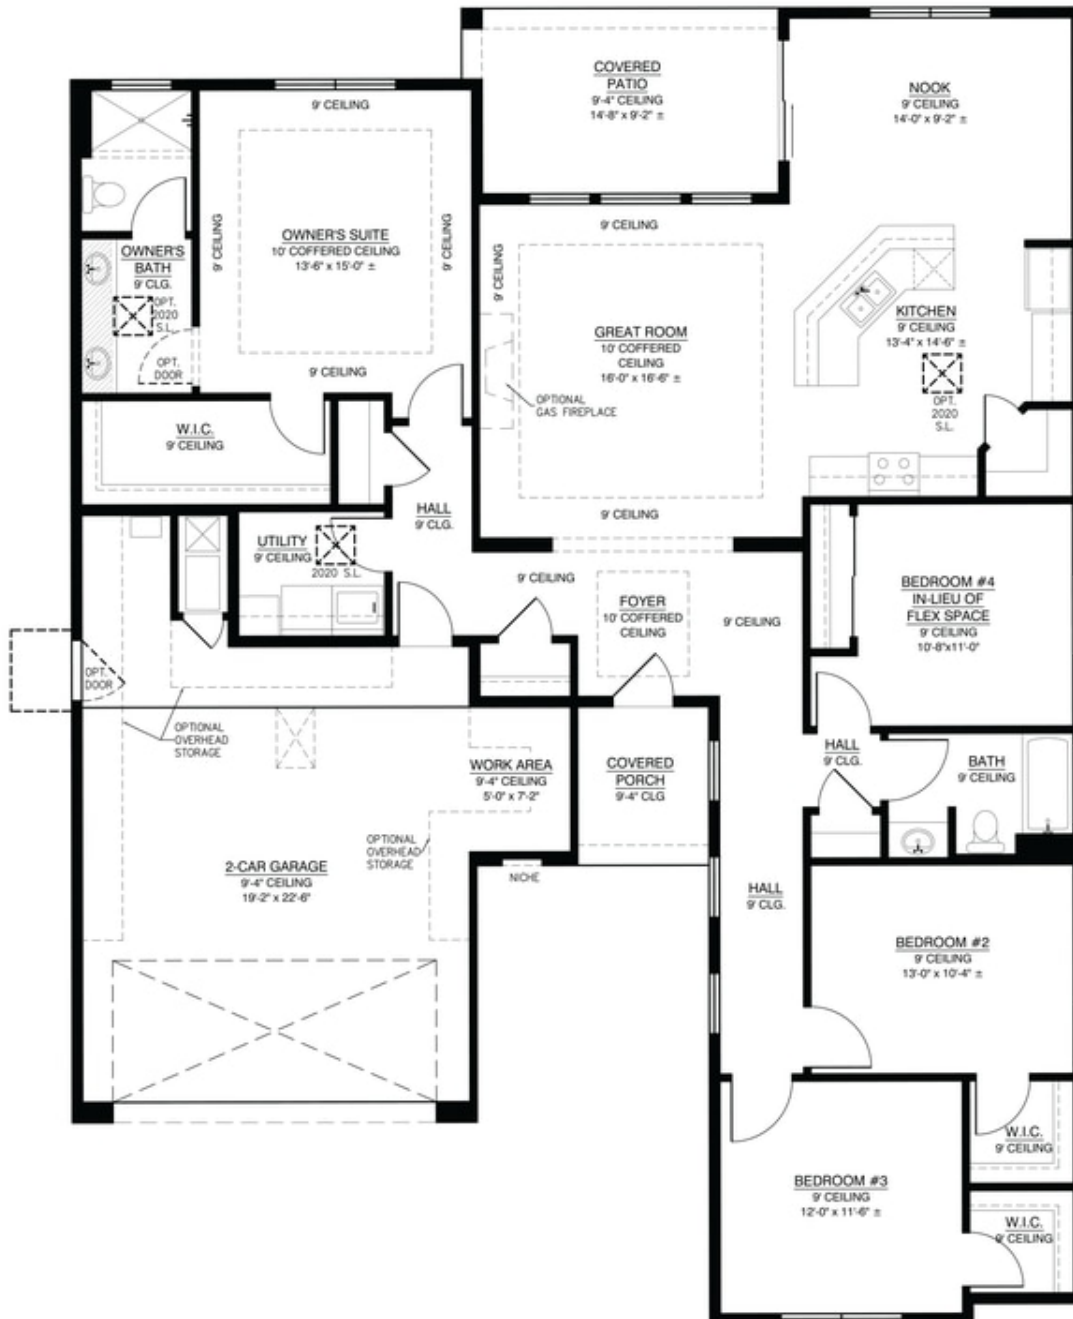 COVERED
PATIO
9'-4" CEILING
14'-8" x 9'-2" ±
NOOK
9' CEILING
14'-0" x 9'-2" ±
9' CEILING
9' CEILING
OWNER'S SUITE
10' COFFERED CEILING
13'-6" x 15'-0" ±
9' CEILING
9' CEILING
OWNER'S
BATH
9' CLG.
OPT.
2020
S.L.
OPT.
DOOR
9' CEILING
9' CEILING
GREAT ROOM
10' COFFERED
CEILING
16'-0" x 16'-6" ±
OPTIONAL
GAS FIREPLACE
9' CEILING
KITCHEN
9' CEILING
13'-4" x 14'-6" ±
OPT.
2020
S.L.
W.I.C.
9' CEILING
HALL
9' CLG.
UTILITY
9' CEILING
2020 S.L.
9' CEILING
FOYER
10' COFFERED
CEILING
9' CEILING
BEDROOM #4
IN-LIEU OF
FLEX SPACE
9' CEILING
10'-8"x11'-0"
OPT.
DOOR
OPTIONAL
OVERHEAD
STORAGE
WORK AREA
9'-4" CEILING
5'-0" x 7'-2"
COVERED
PORCH
9'-4" CLG
HALL
9' CLG.
BATH
9' CEILING
OPTIONAL
OVERHEAD
STORAGE
2-CAR GARAGE
9'-4" CEILING
19'-2" x 22'-6"
NICHE
HALL
9' CLG.
BEDROOM #2
9' CEILING
13'-0" x 10'-4" ±
W.I.C.
9' CEILING
BEDROOM #3
9' CEILING
12'-0" x 11'-6" ±
W.I.C.
9' CEILING